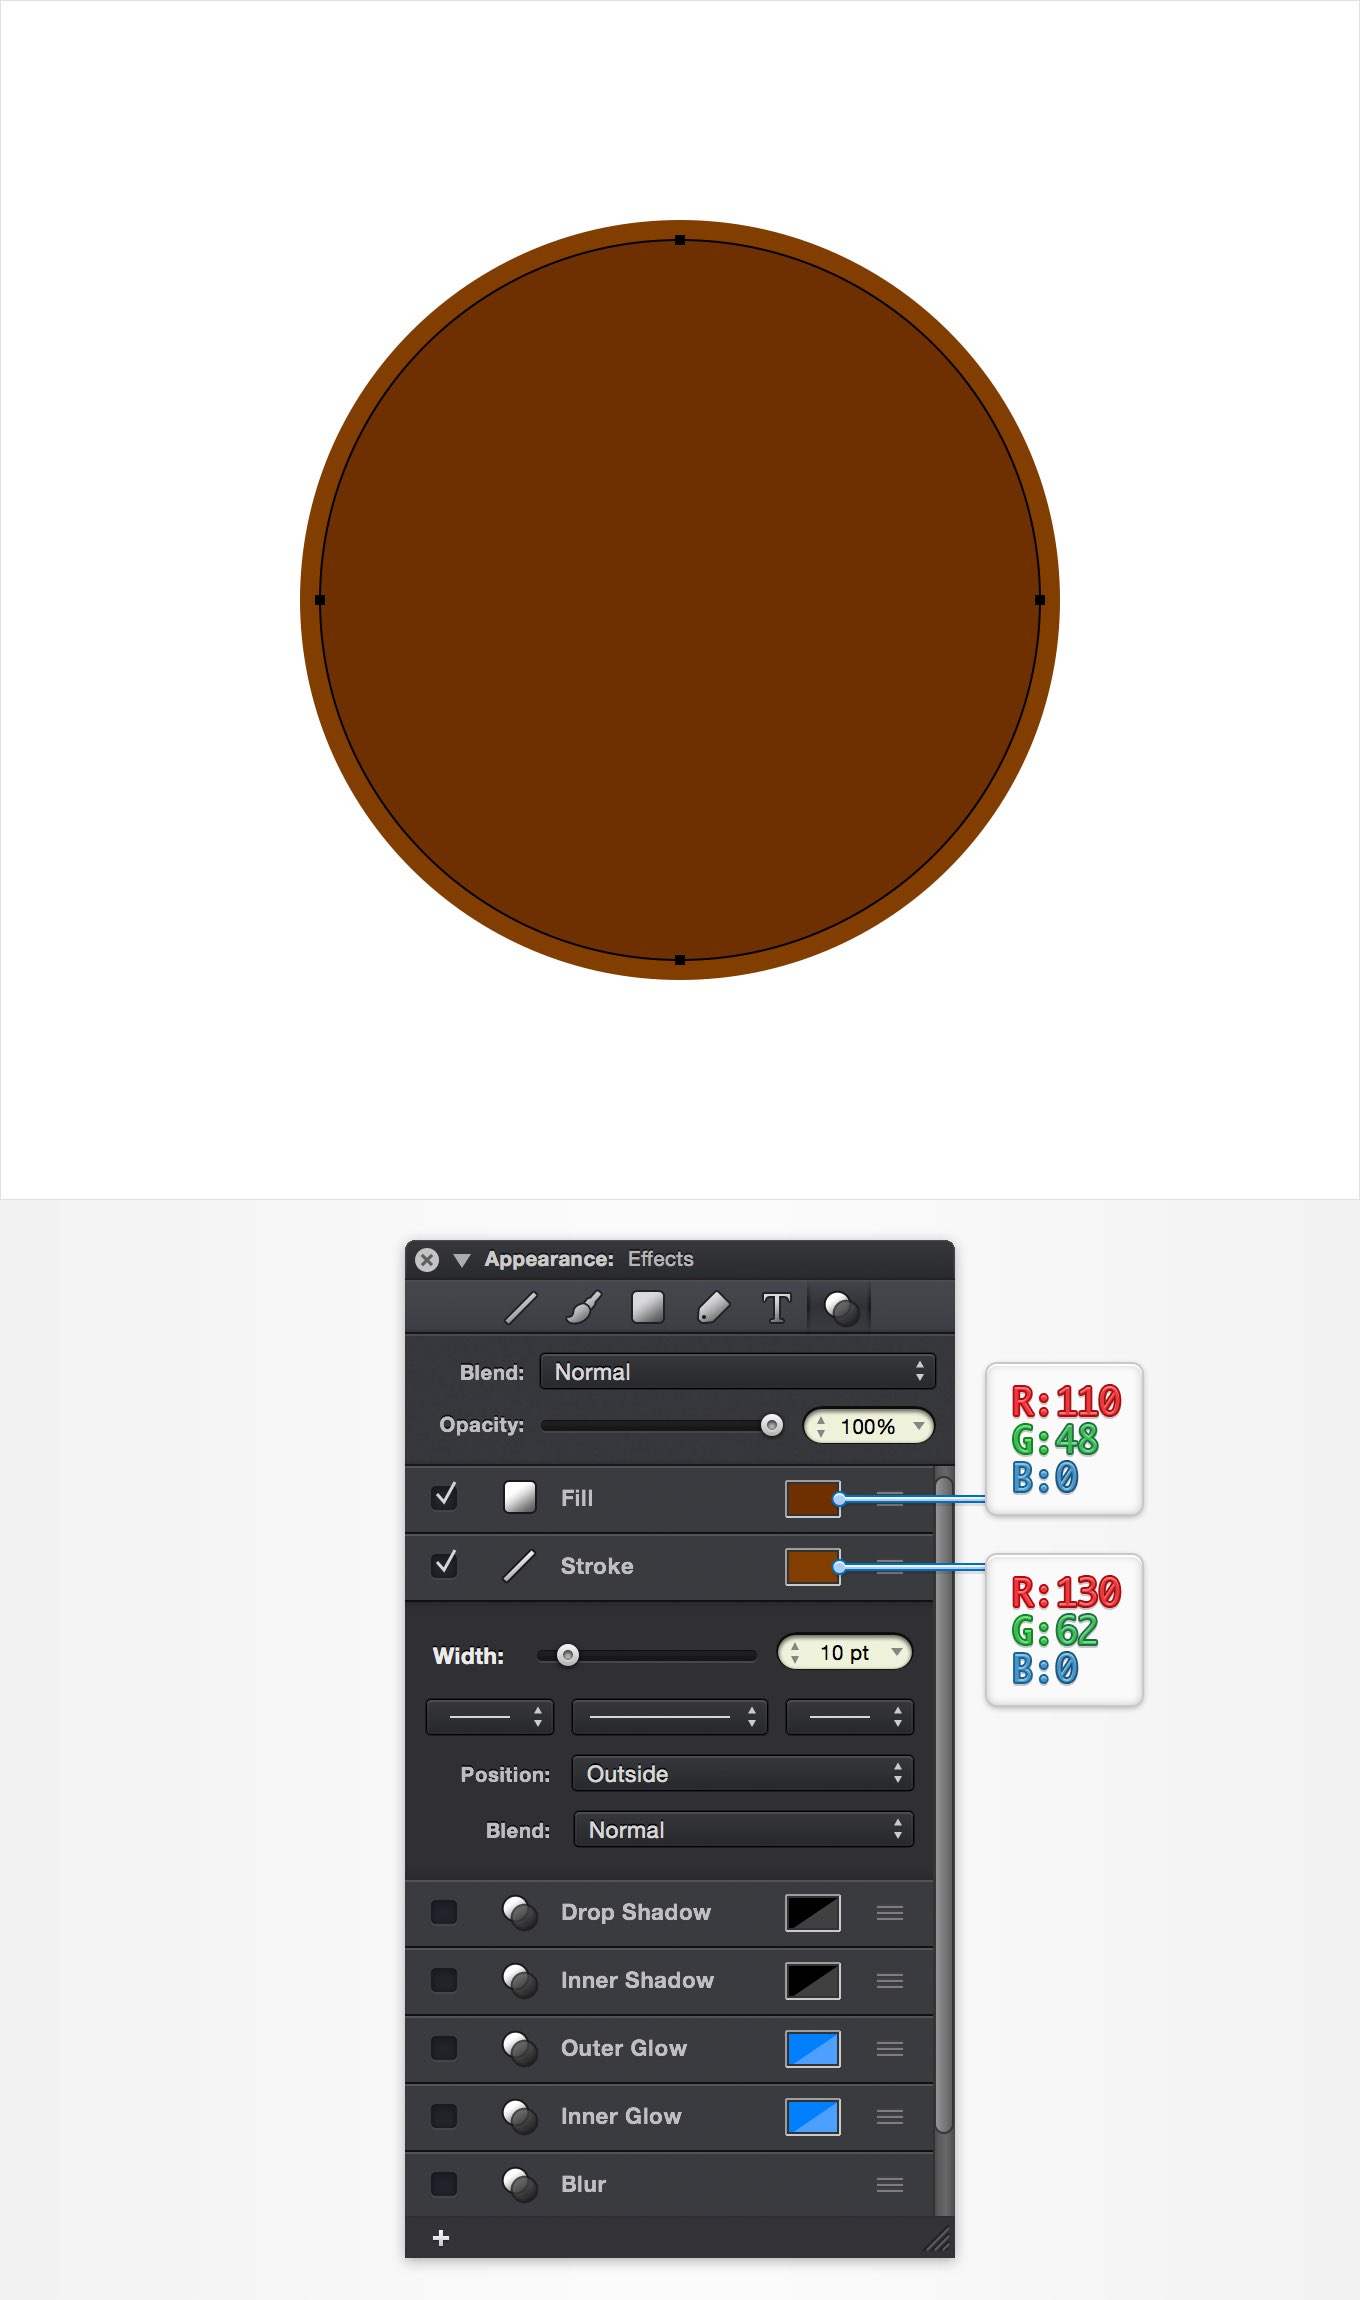 Appearance: Effects
T
Blend: Normal
Opacity: 100%
R:110
G:48
B:0
Fill
Stroke
R:130
G:62
B:0
Width: 10 pt
Position: Outside
Blend: Normal
Drop Shadow
Inner Shadow
Outer Glow
Inner Glow
Blur